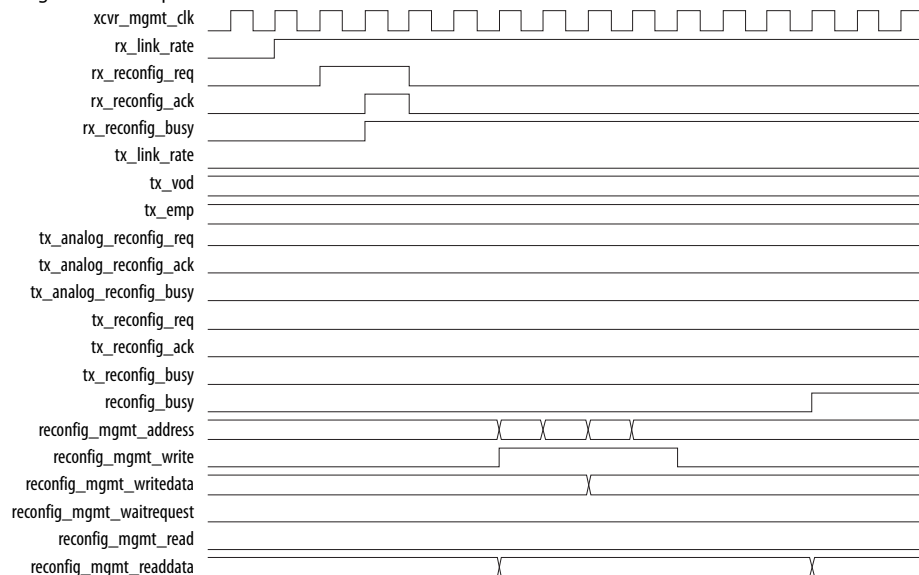 xcvr_mgmt_clk
rx_link_rate
rx_reconfig_req
rx_reconfig_ack
rx_reconfig_busy
tx_link_rate
tx_vod
tx_emp
tx_analog_reconfig_req
tx_analog_reconfig_ack
tx_analog_reconfig_busy
tx_reconfig_req
tx_reconfig_ack
tx_reconfig_busy
reconfig_busy
reconfig_mgmt_address
reconfig_mgmt_write
reconfig_mgmt_writedata
reconfig_mgmt_waitrequest
reconfig_mgmt_read
reconfig_mgmt_readdata